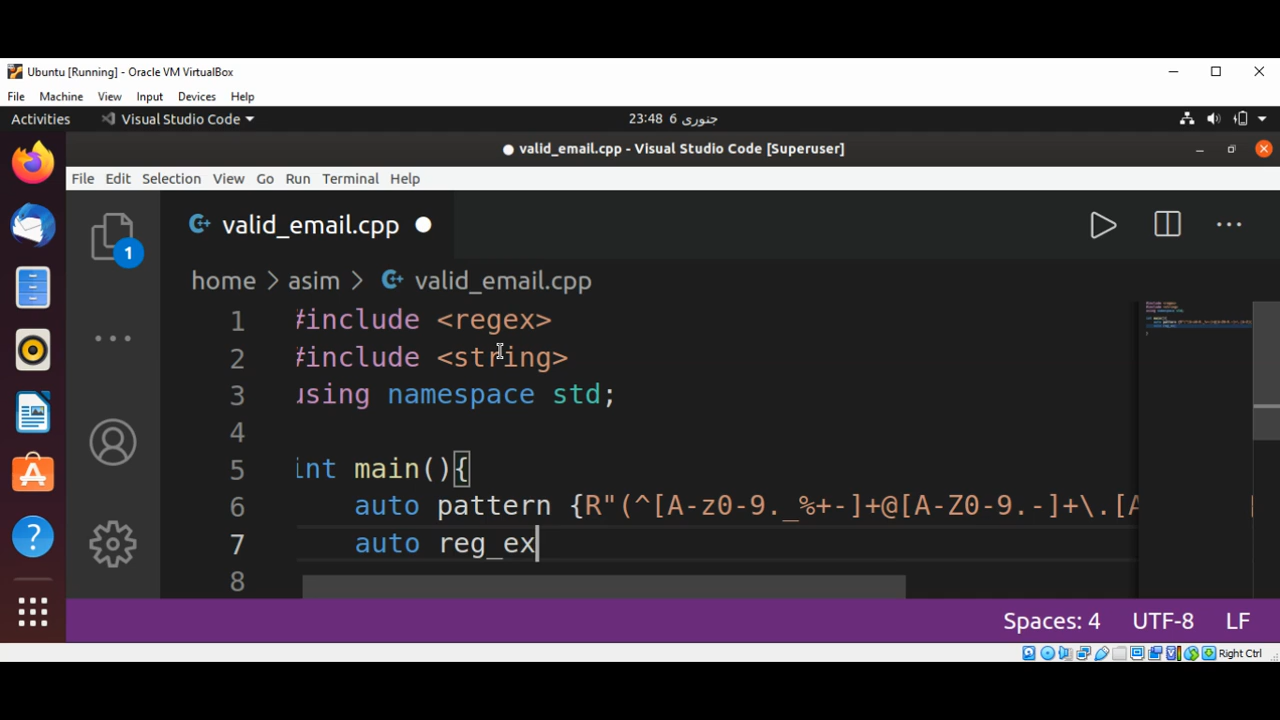 Ubuntu [Running] - Oracle VM VirtualBox
File Machine View Input Devices Help
Activities Visual Studio Code 23:48 6 جنوری
● valid_email.cpp - Visual Studio Code [Superuser]
File Edit Selection View Go Run Terminal Help
valid_email.cpp
1
home > asim > valid_email.cpp
1 #include <regex>
2 #include <string>
3 using namespace std;
4
5 int main(){
6 auto pattern {R"(^[A-z0-9._%+-]+@[A-Z0-9.-]+\.[A
7 auto reg_ex
8
Spaces: 4 UTF-8 LF
Right Ctrl